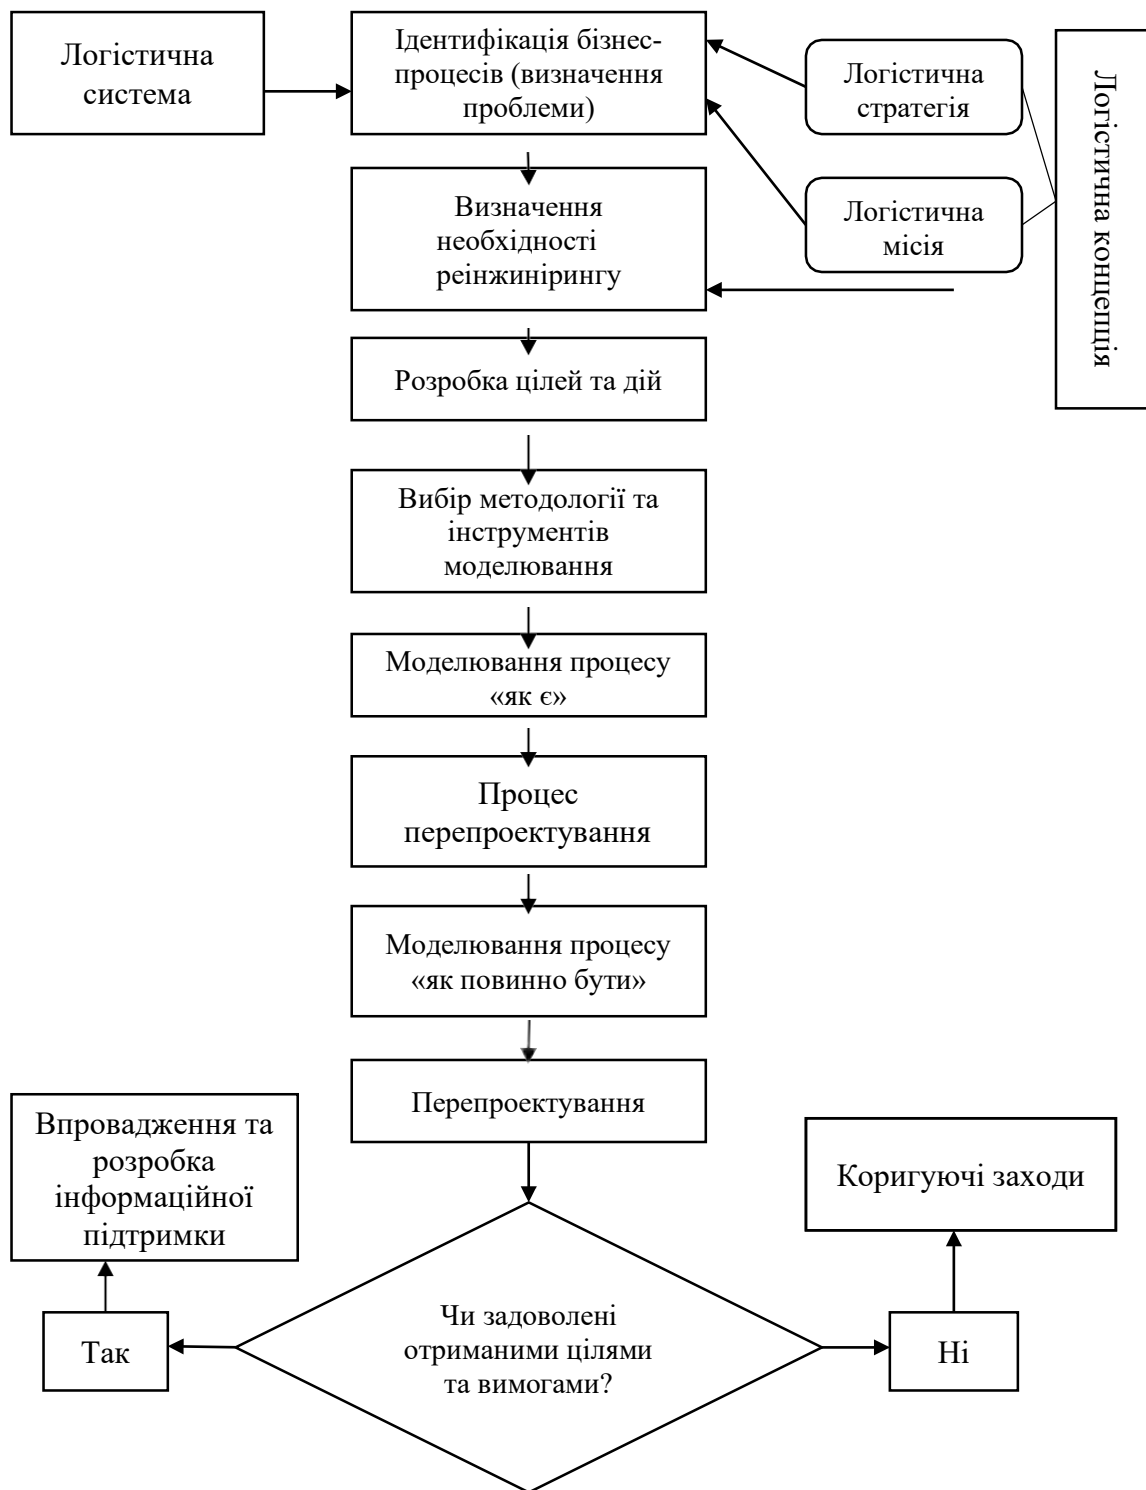 Логістична
система
Ідентифікація бізнес-
процесів (визначення
проблеми)
Логістична
стратегія
Логістична концепція
Логістична
місія
Визначення
необхідності
реінжинірингу
Розробка цілей та дій
Вибір методології та
інструментів
моделювання
Моделювання процесу
«як є»
Процес
перепроектування
Моделювання процесу
«як повинно бути»
Перепроектування
Впровадження та
розробка
інформаційної
підтримки
Коригуючі заходи
Так
Чи задоволені
отриманими цілями
та вимогами?
Ні